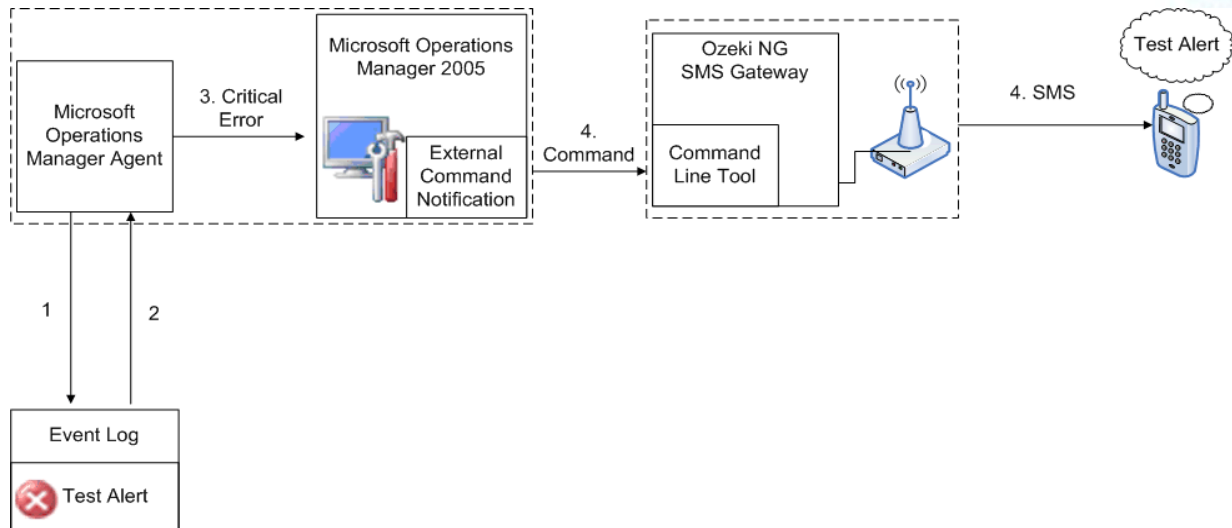 Microsoft
Operations
Manager Agent
3. Critical
Error
Microsoft Operations
Manager 2005
External
Command
Notification
4.
Command
Ozeki NG
SMS Gateway
Command
Line Tool
4. SMS
Test Alert
1
2
Event Log
Test Alert